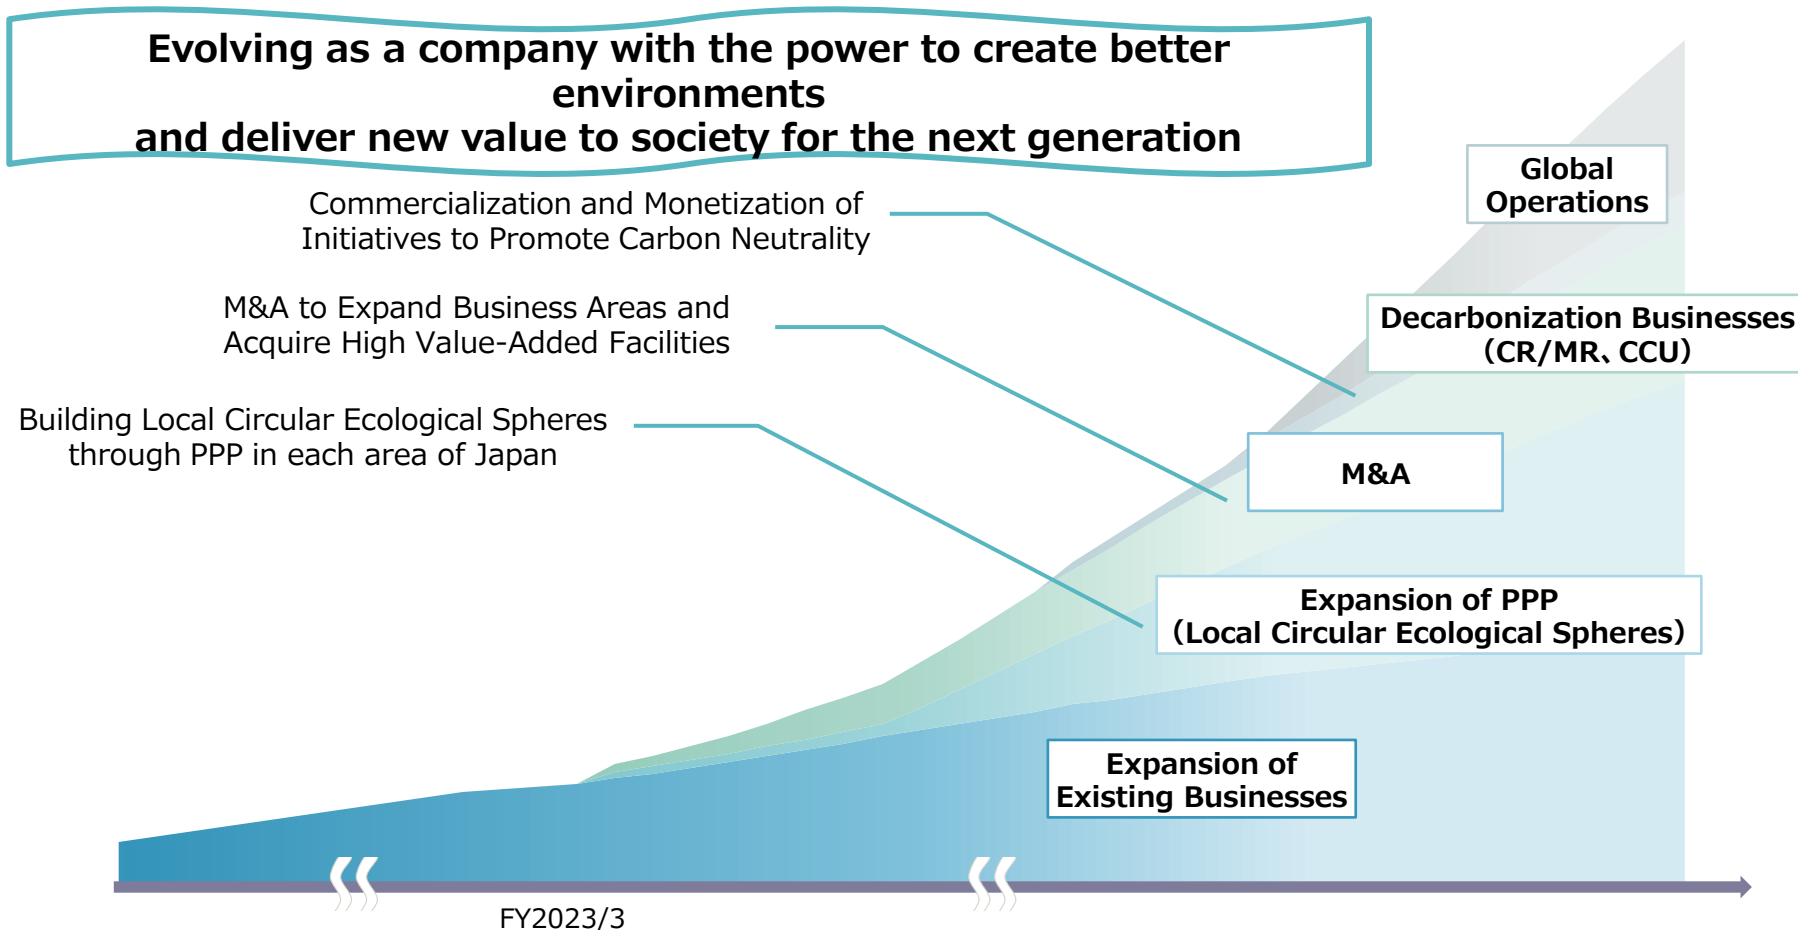 Evolving as a company with the power to create better
environments
and deliver new value to society for the next generation
Commercialization and Monetization of
Initiatives to Promote Carbon Neutrality
M&A to Expand Business Areas and
Acquire High Value-Added Facilities
Building Local Circular Ecological Spheres
through PPP in each area of Japan
Global
Operations
Decarbonization Businesses
（CR/MR、CCU）
M&A
Expansion of PPP
（Local Circular Ecological Spheres）
Expansion of
Existing Businesses
FY2023/3